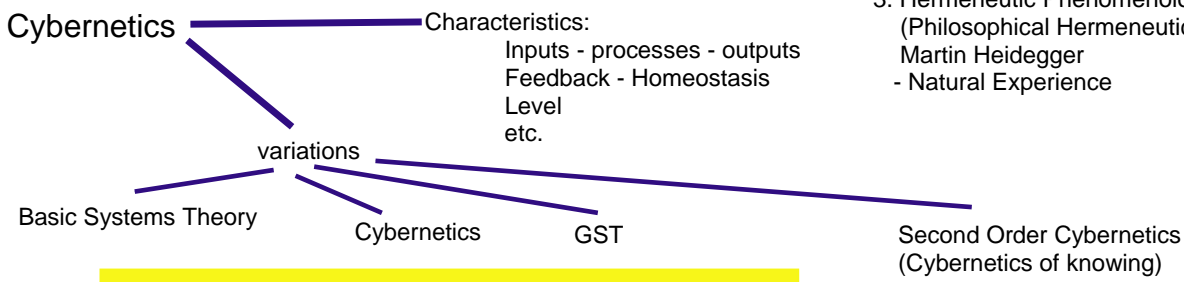 Cybernetics
Characteristics:
Inputs - processes - outputs
Feedback - Homeostasis
Level
etc.
(Philosophical
Martin Heidegger
- Natural Experience
variations
Basic Systems Theory
Cybernetics
GST
Second Order Cybernetics
(Cybernetics of knowing)